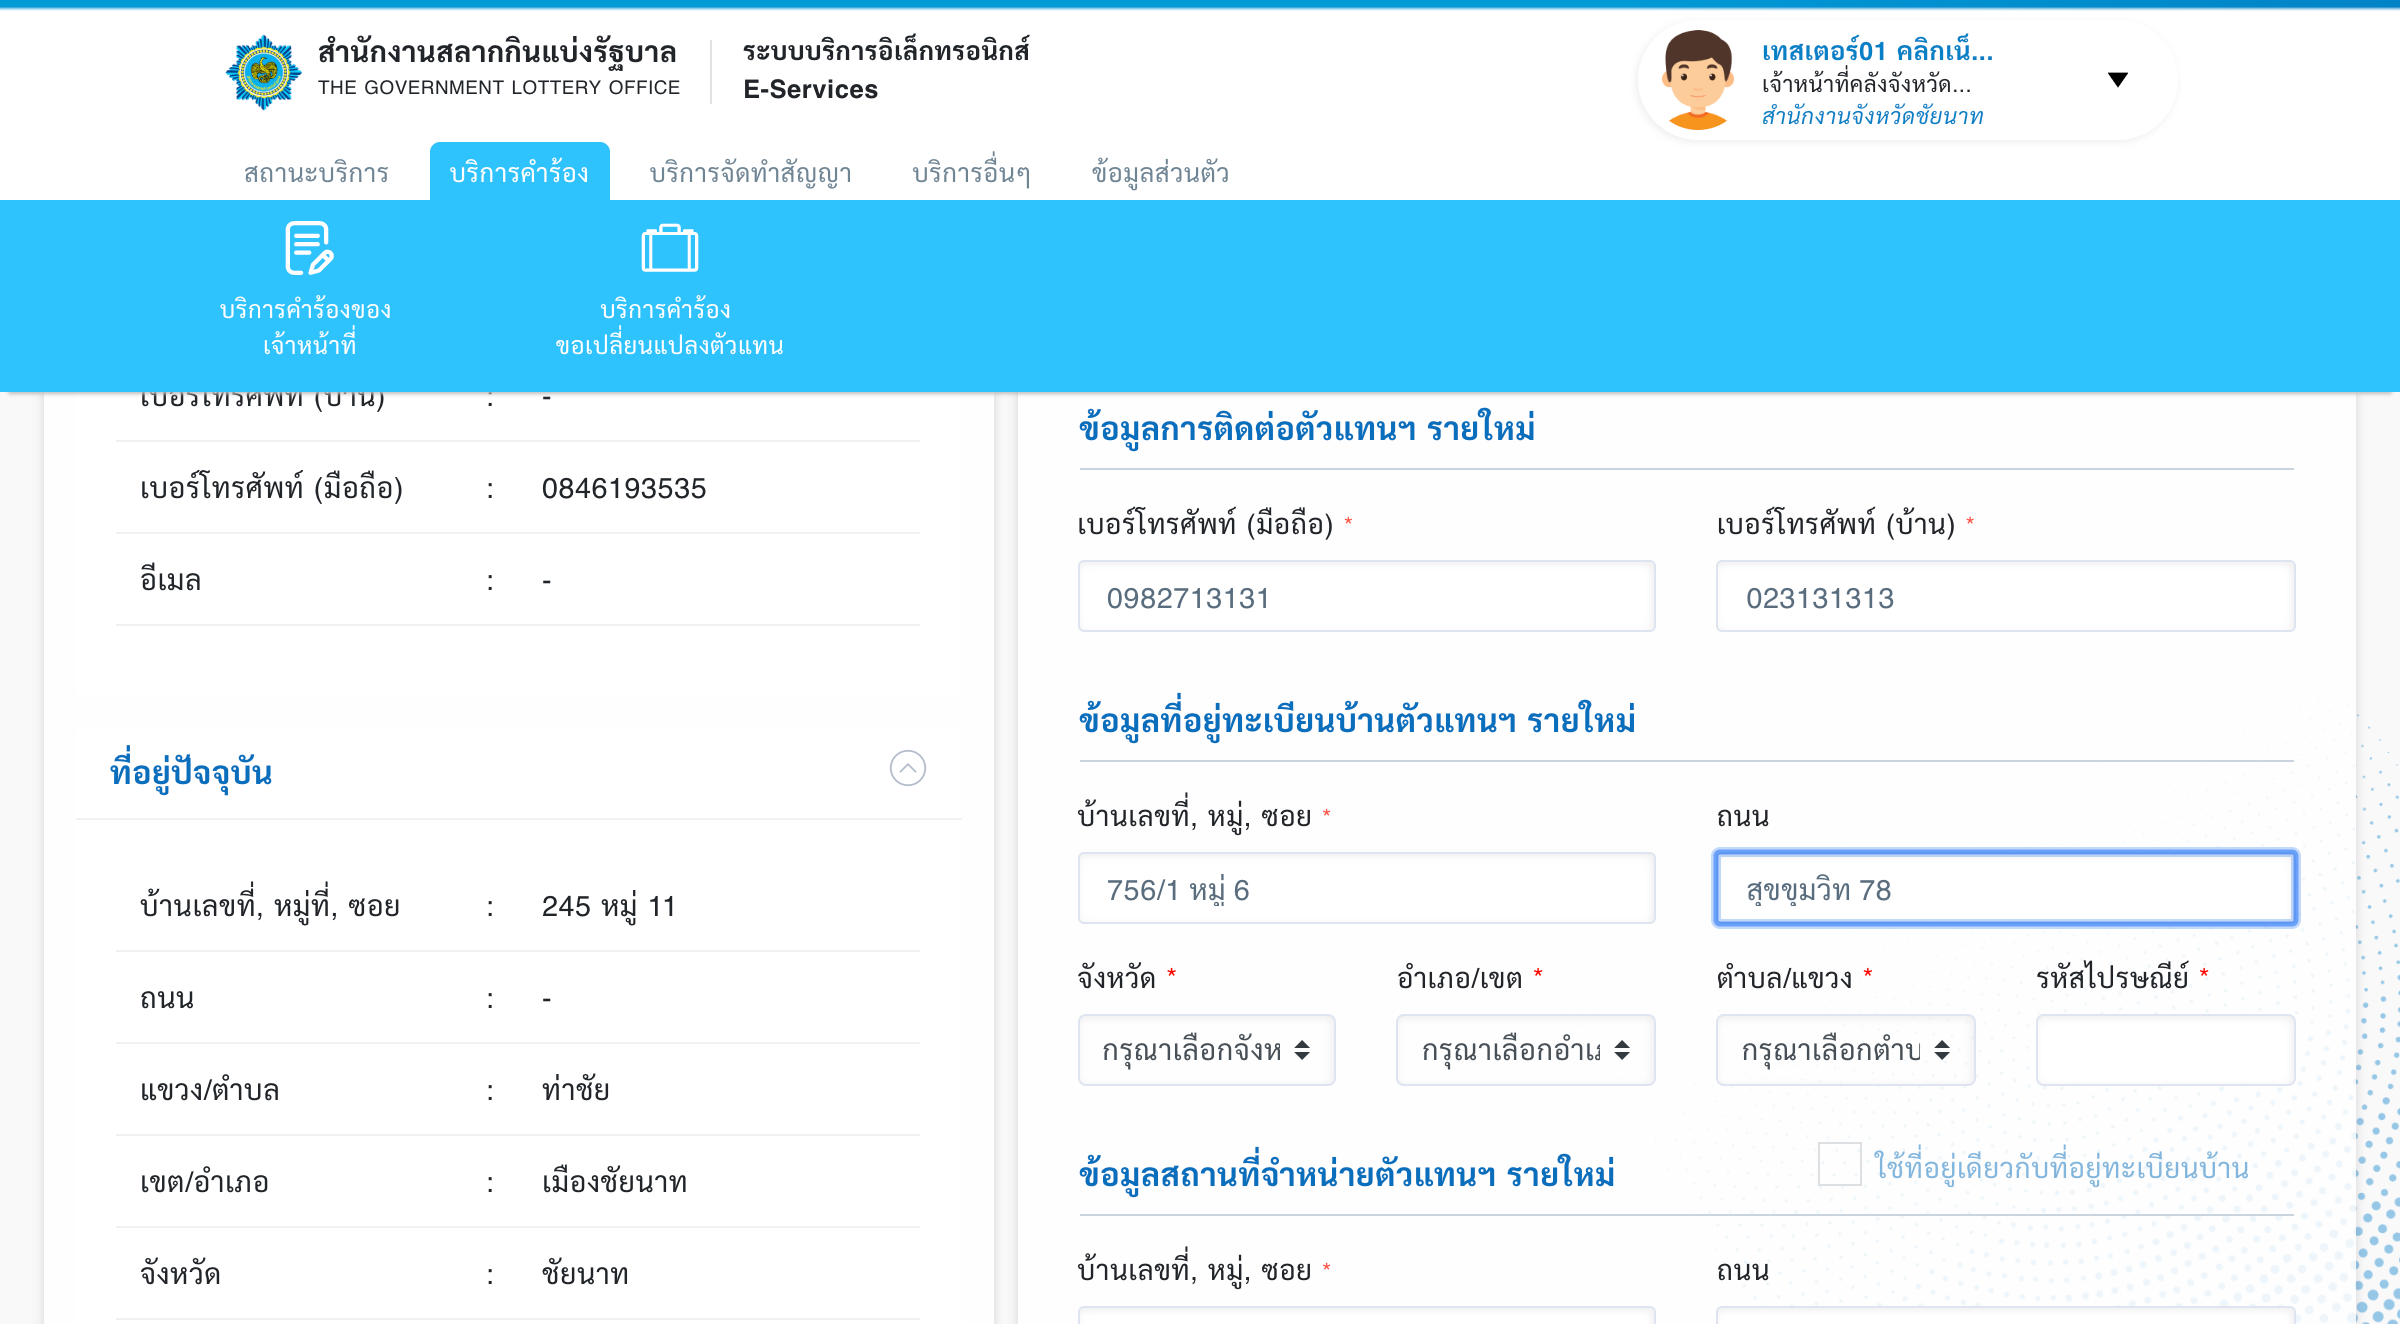 สำนักงานสลากกินแบ่งรัฐบาล
THE GOVERNMENT LOTTERY OFFICE
ระบบบริการอิเล็กทรอนิกส์
E-Services
เทสเตอร์01 คลิกเน็...
เจ้าหน้าที่คลังจังหวัด...
สำนักงานจังหวัดชัยนาท
สถานะบริการ
บริการคำร้อง
บริการจัดทำสัญญา
บริการอื่นๆ
ข้อมูลส่วนตัว
บริการคำร้องของ
เจ้าหน้าที่
บริการคำร้อง
ขอเปลี่ยนแปลงตัวแทน
เบอร์โทรศัพท์ (บ้าน) : -
เบอร์โทรศัพท์ (มือถือ) : 0846193535
อีเมล : -
ที่อยู่ปัจจุบัน
บ้านเลขที่, หมู่ที่, ซอย : 245 หมู่ 11
ถนน : -
แขวง/ตำบล : ท่าชัย
เขต/อำเภอ : เมืองชัยนาท
จังหวัด : ชัยนาท
ข้อมูลการติดต่อตัวแทนฯ รายใหม่
เบอร์โทรศัพท์ (มือถือ) *
เบอร์โทรศัพท์ (บ้าน) *
0982713131
023131313
ข้อมูลที่อยู่ทะเบียนบ้านตัวแทนฯ รายใหม่
บ้านเลขที่, หมู่, ซอย *
ถนน
756/1 หมู่ 6
สุขขุมวิท 78
จังหวัด *
อำเภอ/เขต *
ตำบล/แขวง *
รหัสไปรษณีย์ *
กรุณาเลือกจังห
กรุณาเลือกอำเภ
กรุณาเลือกตำบ
ข้อมูลสถานที่จำหน่ายตัวแทนฯ รายใหม่
ใช้ที่อยู่เดียวกับที่อยู่ทะเบียนบ้าน
บ้านเลขที่, หมู่, ซอย *
ถนน